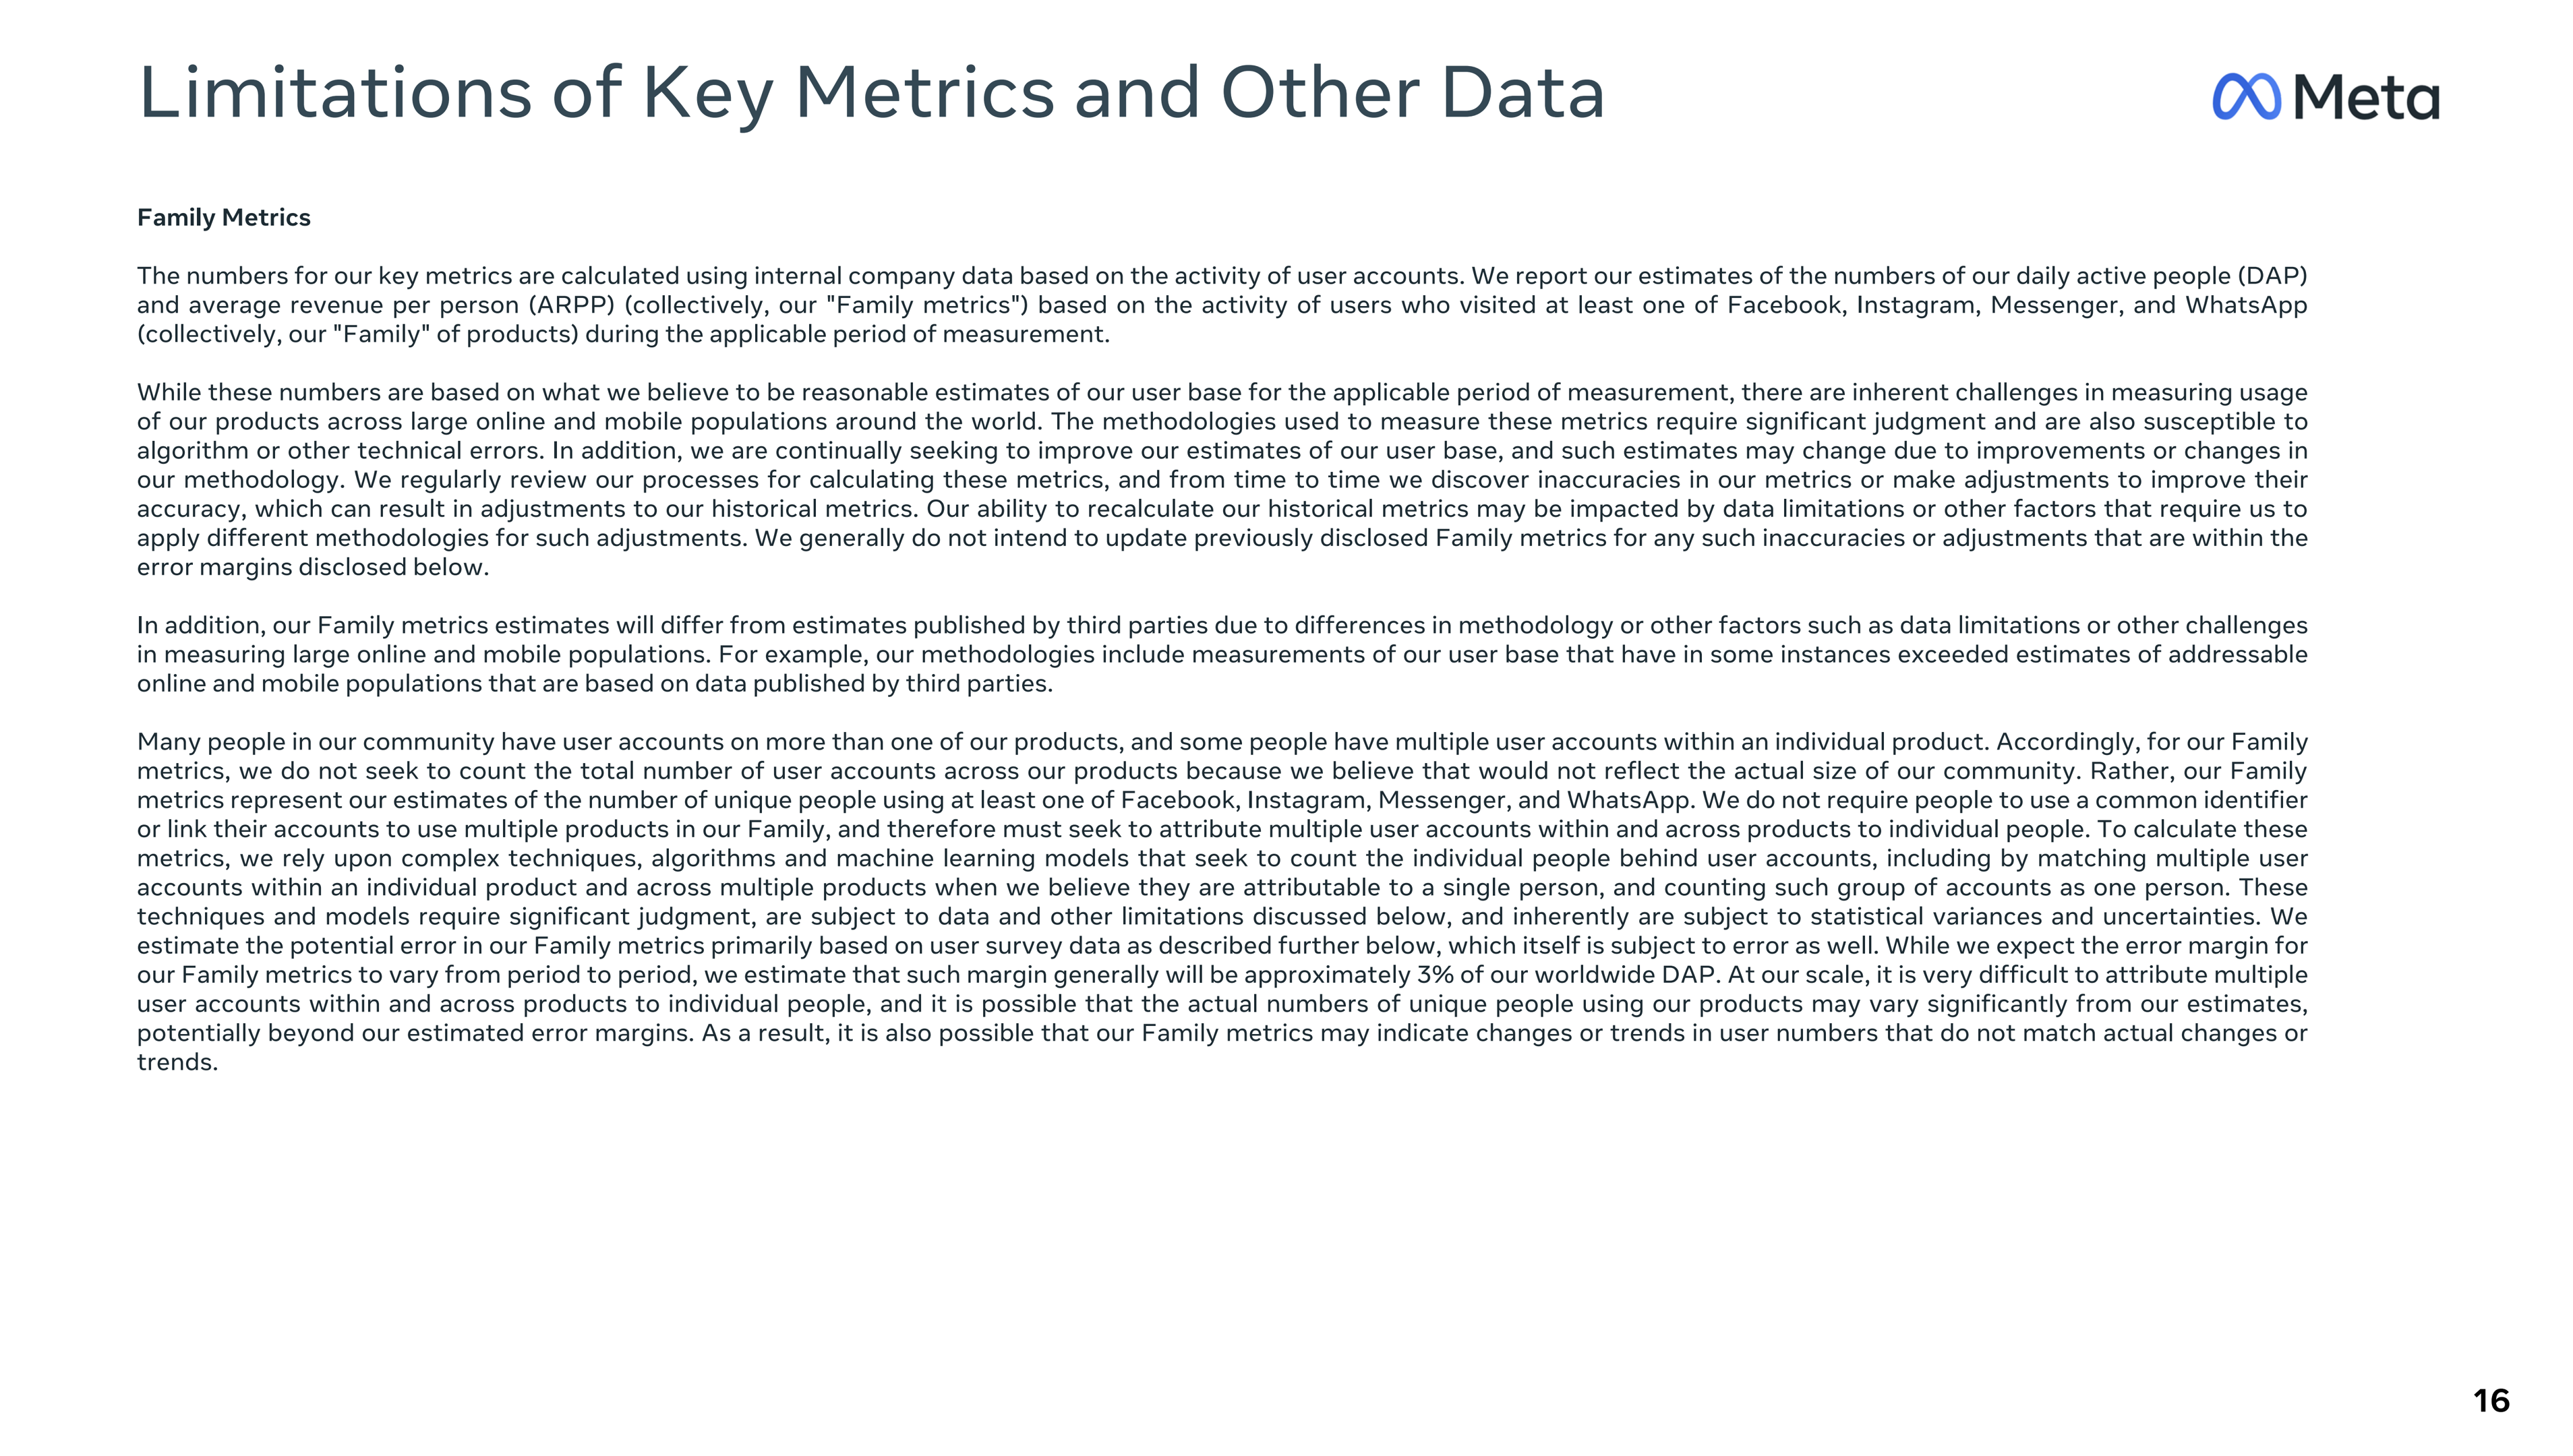 Limitations of Key Metrics and Other Data
Meta
Family Metrics
The numbers for our key metrics are calculated using internal company data based on the activity of user accounts. We report our estimates of the numbers of our daily active people (DAP)
and average revenue per person (ARPP) (collectively, our "Family metrics") based on the activity of users who visited at least one of Facebook, Instagram, Messenger, and WhatsApp
(collectively, our "Family" of products) during the applicable period of measurement.
While these numbers are based on what we believe to be reasonable estimates of our user base for the applicable period of measurement, there are inherent challenges in measuring usage
of our products across large online and mobile populations around the world. The methodologies used to measure these metrics require significant judgment and are also susceptible to
algorithm or other technical errors. In addition, we are continually seeking to improve our estimates of our user base, and such estimates may change due to improvements or changes in
our methodology. We regularly review our processes for calculating these metrics, and from time to time we discover inaccuracies in our metrics or make adjustments to improve their
accuracy, which can result in adjustments to our historical metrics. Our ability to recalculate our historical metrics may be impacted by data limitations or other factors that require us to
apply different methodologies for such adjustments. We generally do not intend to update previously disclosed Family metrics for any such inaccuracies or adjustments that are within the
error margins disclosed below.
In addition, our Family metrics estimates will differ from estimates published by third parties due to differences in methodology or other factors such as data limitations or other challenges
in measuring large online and mobile populations. For example, our methodologies include measurements of our user base that have in some instances exceeded estimates of addressable
online and mobile populations that are based on data published by third parties.
Many people in our community have user accounts on more than one of our products, and some people have multiple user accounts within an individual product. Accordingly, for our Family
metrics, we do not seek to count the total number of user accounts across our products because we believe that would not reflect the actual size of our community. Rather, our Family
metrics represent our estimates of the number of unique people using at least one of Facebook, Instagram, Messenger, and WhatsApp. We do not require people to use a common identifier
or link their accounts to use multiple products in our Family, and therefore must seek to attribute multiple user accounts within and across products to individual people. To calculate these
metrics, we rely upon complex techniques, algorithms and machine learning models that seek to count the individual people behind user accounts, including by matching multiple user
accounts within an individual product and across multiple products when we believe they are attributable to a single person, and counting such group of accounts as one person. These
techniques and models require significant judgment, are subject to data and other limitations discussed below, and inherently are subject to statistical variances and uncertainties. We
estimate the potential error in our Family metrics primarily based on user survey data as described further below, which itself is subject to error as well. While we expect the error margin for
our Family metrics to vary from period to period, we estimate that such margin generally will be approximately 3% of our worldwide DAP. At our scale, it is very difficult to attribute multiple
user accounts within and across products to individual people, and it is possible that the actual numbers of unique people using our products may vary significantly from our estimates,
potentially beyond our estimated error margins. As a result, it is also possible that our Family metrics may indicate changes or trends in user numbers that do not match actual changes or
trends.
16